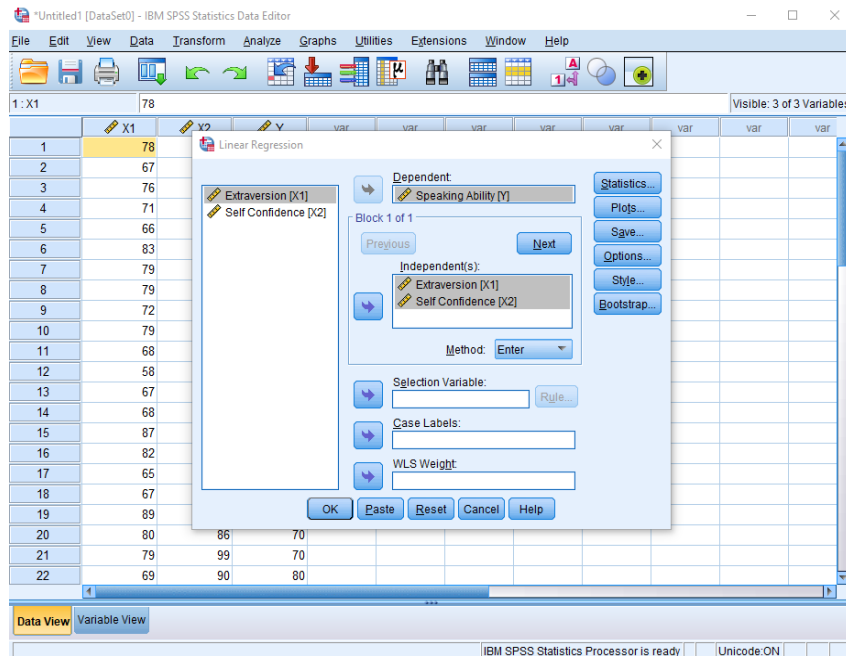 *Untitled1 [DataSet0] - IBM SPSS Statistics Data Editor
File Edit View Data Transform Analyze Graphs Utilities Extensions Window Help
A
14
μ
1 : X1 78 Visible: 3 of 3 Variables
X1 X2 Y var var var var var var var var
1 78
2 67
3 76
4 71
5 66
6 83
7 79
8 79
9 72
10 79
11 68
12 58
13 67
14 68
15 87
16 82
17 65
18 67
19 89
20 80 86 70
21 79 99 70
22 69 90 80
Linear Regression
Extraversion [X1]
Self Confidence [X2]
Dependent:
Speaking Ability [Y]
Block 1 of 1
Previous Next
Independent(s):
Extraversion [X1]
Self Confidence [X2]
Method: Enter
Selection Variable:
Rule...
Case Labels:
WLS Weight:
Statistics...
Plots...
Save...
Options...
Style...
Bootstrap...
OK Paste Reset Cancel Help
Data View Variable View
IBM SPSS Statistics Processor is ready Unicode:ON